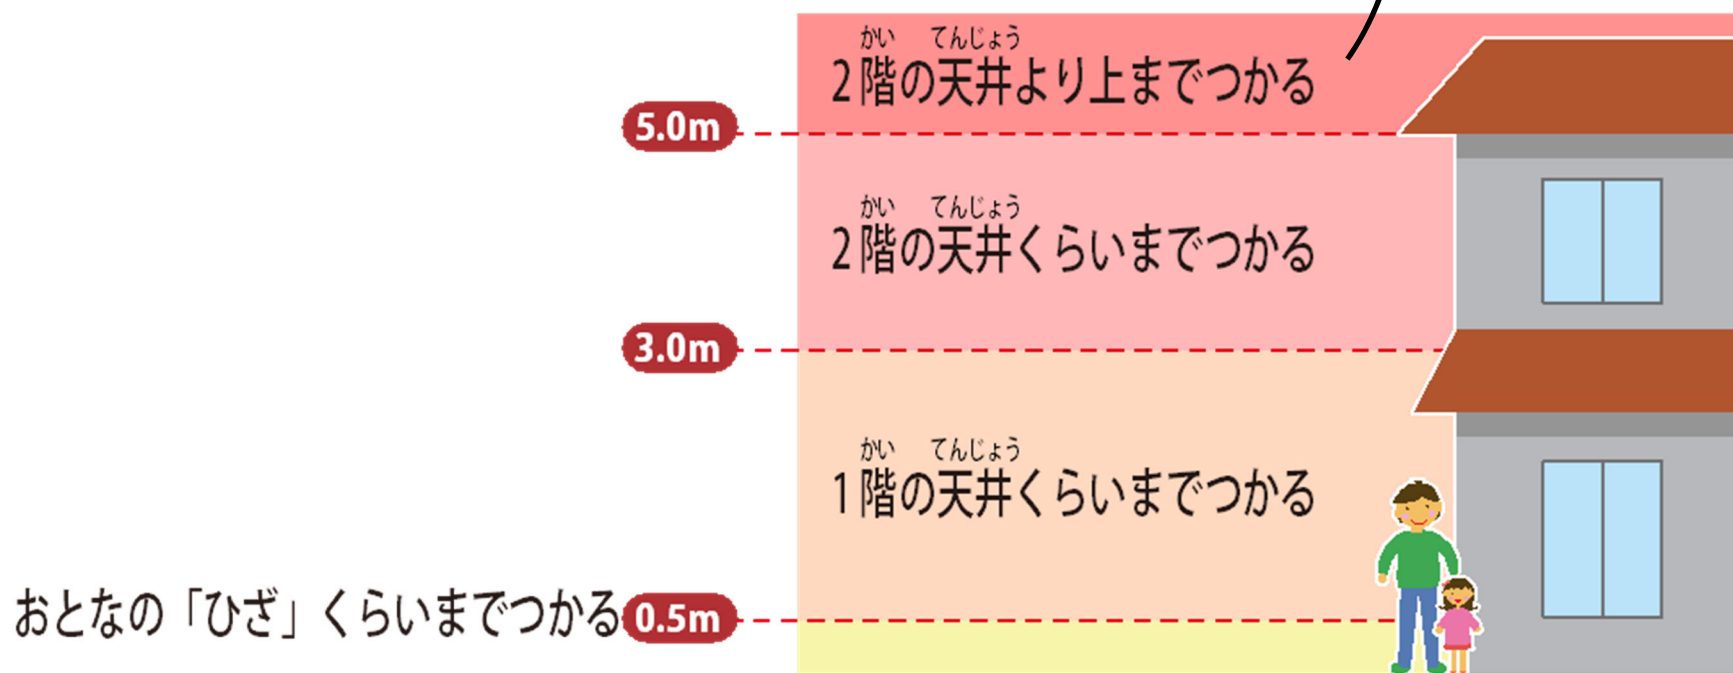 かい てんじょう
2階の天井より上までつかる
5.0m
かい てんじょう
2階の天井くらいまでつかる
3.0m
かい てんじょう
1階の天井くらいまでつかる
おとなの「ひざ」くらいまでつかる 0.5m